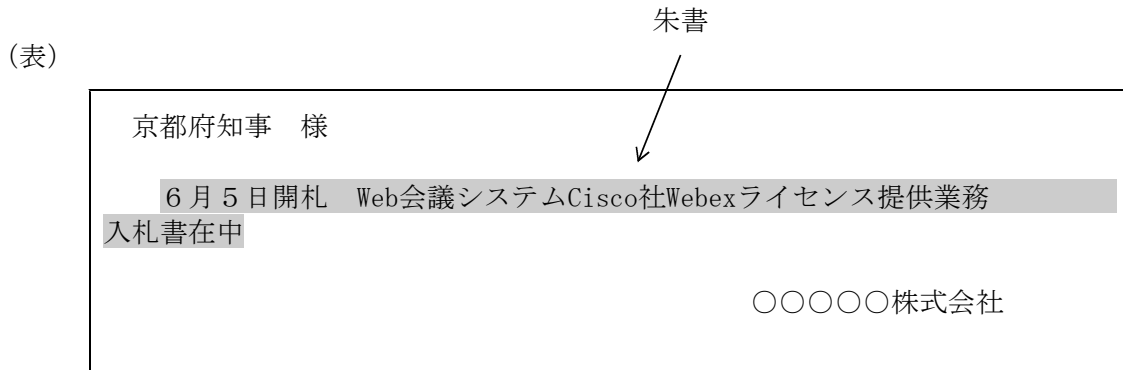 朱書
（表）
京都府知事　様
６月５日開札　Web会議システムCisco社Webexライセンス提供業務
入札書在中
○○○○○株式会社